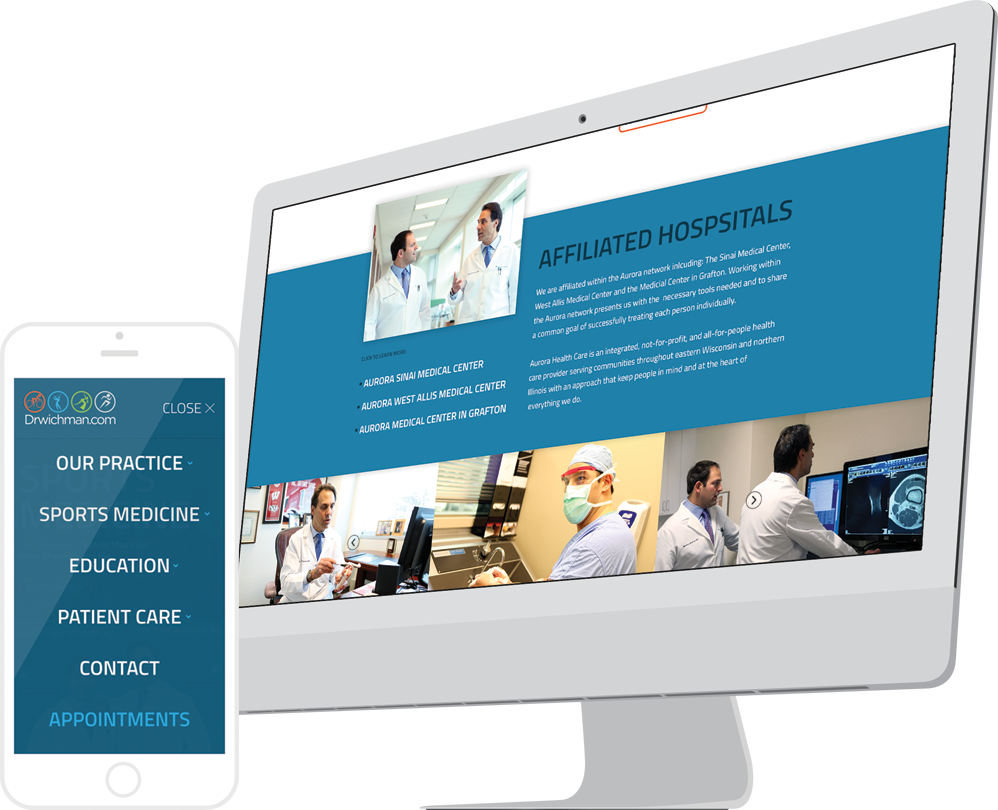 AFFILIATED HOSPSITALS
We are affiliated within the Aurora network inlcuding: The Sinai Medical Center,
West Allis Medical Center and the Medicial Center in Grafton. Working within
the Aurora network presents us with the necessary tools needed and to share
a common goal of successfully treating each person individually.
Aurora Health Care is an integrated, not-for-profit, and all-for-people health
care provider serving communities throughout eastern Wisconsin and northern
Illinois with an approach that keep people in mind and at the heart of
everything we do.
CLICK TO LEARN MORE
• AURORA SINAI MEDICAL CENTER
• AURORA WEST ALLIS MEDICAL CENTER
• AURORA MEDICAL CENTER IN GRAFTON
W
Drwichman.com
CLOSE ×
OUR PRACTICE
SPORTS MEDICINE
EDUCATION
PATIENT CARE
CONTACT
APPOINTMENTS